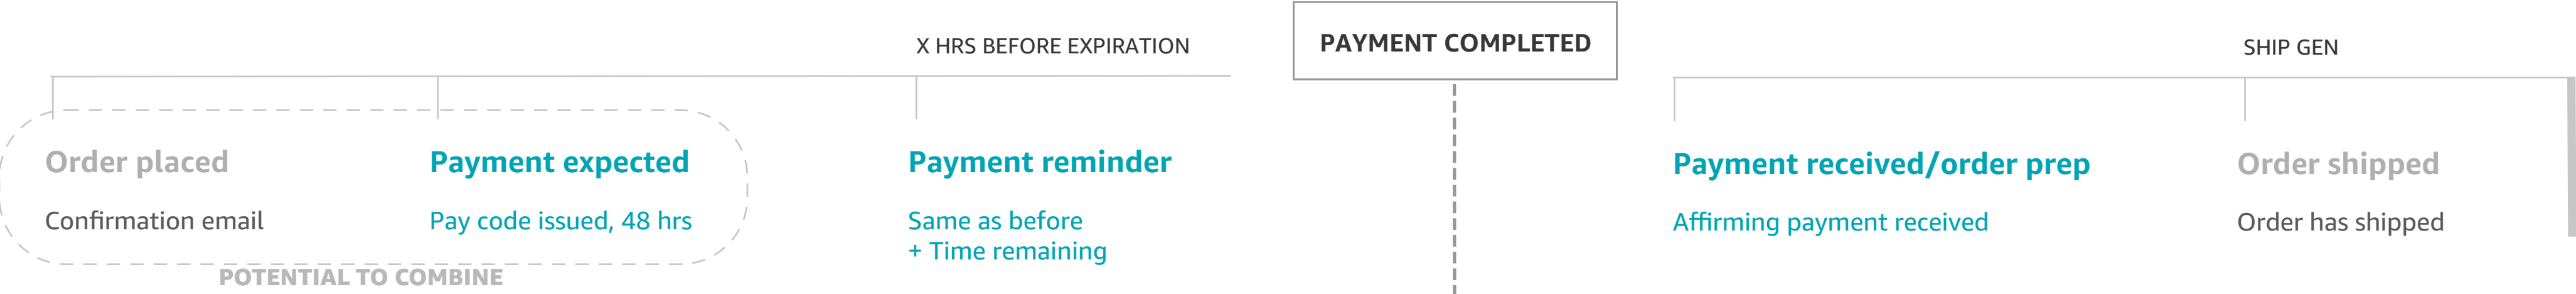 X HRS BEFORE EXPIRATION
PAYMENT COMPLETED
SHIP GEN
Order placed
Confirmation email
Payment expected
Pay code issued, 48 hrs
POTENTIAL TO COMBINE
Payment reminder
Same as before
+ Time remaining
Payment received/order prep
Affirming payment received
Order shipped
Order has shipped